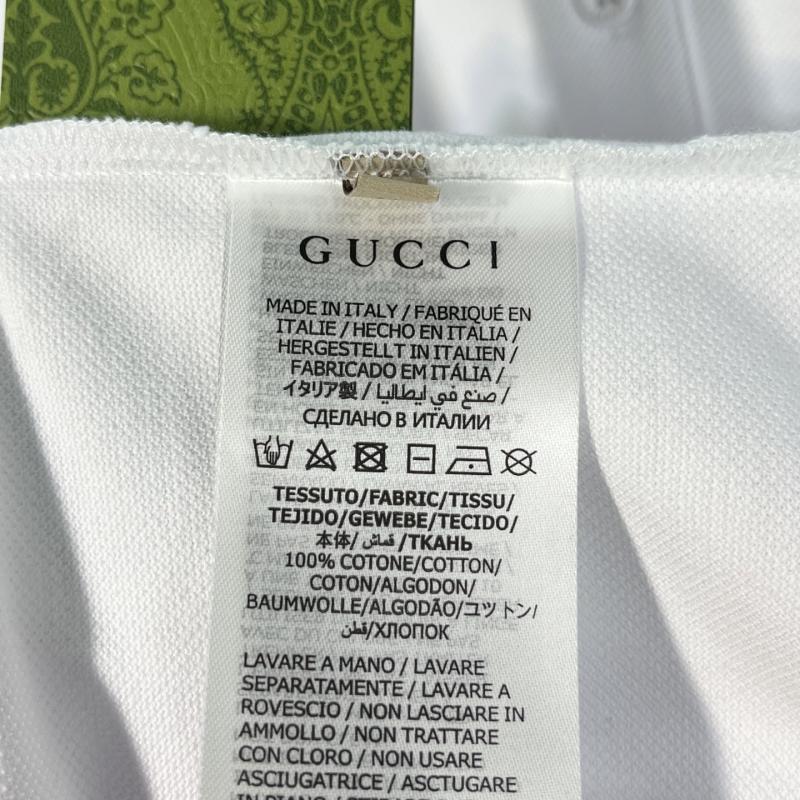 GUCCI
MADE IN ITALY / FABRIQUÉ EN
ITALIE / HECHO EN ITALIA /
HERGESTELLT IN ITALIEN /
FABRICADO EM ITÁLIA /
イタリア製 / صنع في ايطاليا /
СДЕЛАНО В ИТАЛИИ
TESSUTO/FABRIC/TISSU/
TEJIDO/GEWEBE/TECIDO/
本体/ قماش /ТКАНЬ
100% COTONE/COTTON/
COTON/ALGODON/
BAUMWOLLE/ALGODÃO/コツトン/
قطن/ХЛОПОК
LAVARE A MANO / LAVARE
SEPARATAMENTE / LAVARE A
ROVESCIO / NON LASCIARE IN
AMMOLLO / NON TRATTARE
CON CLORO / NON USARE
ASCIUGATRICE / ASCTUGARE